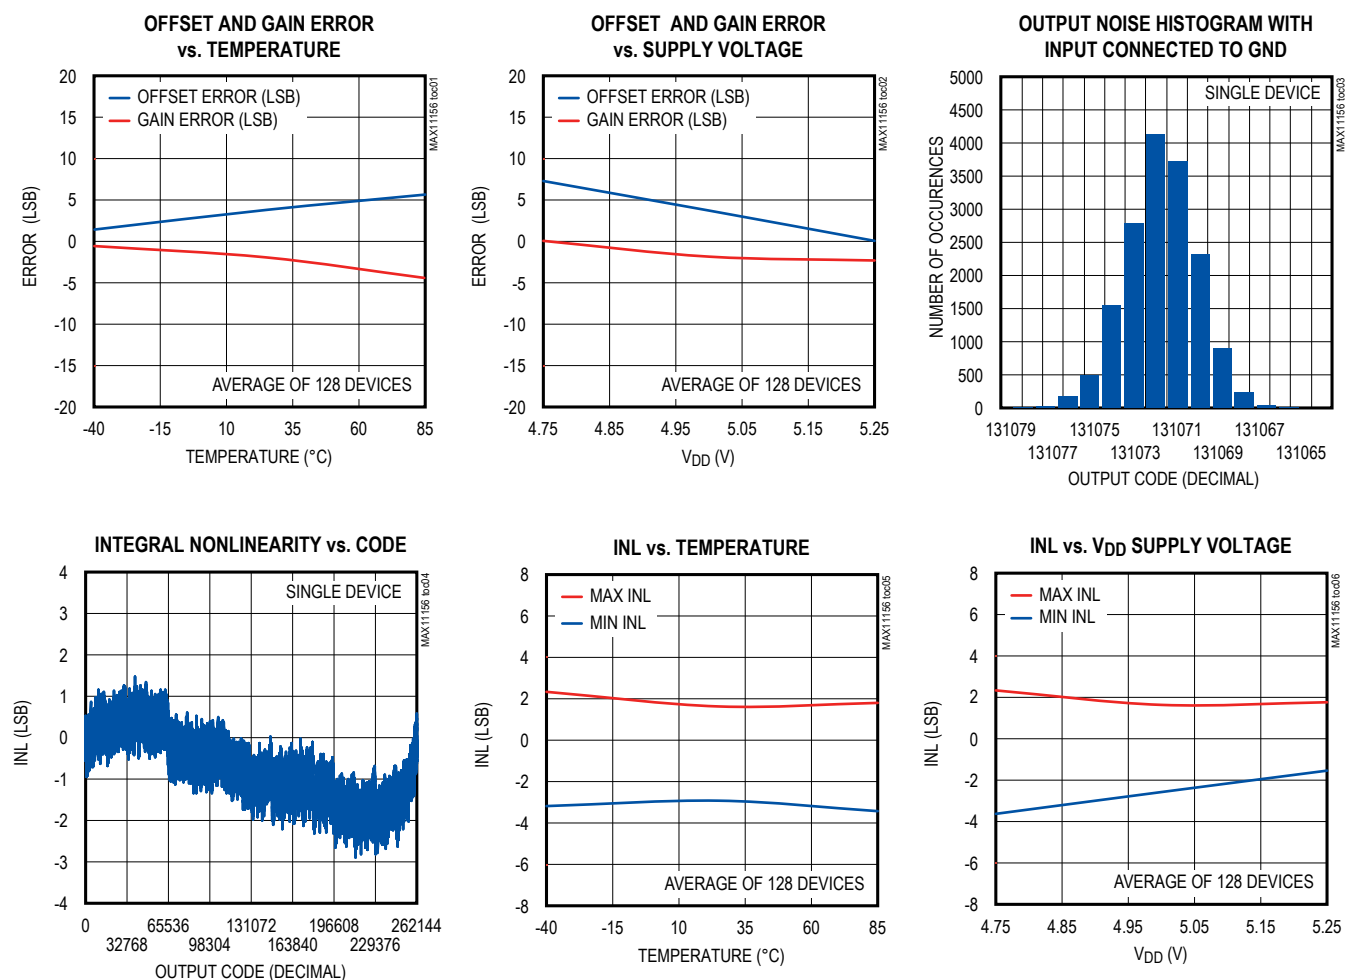 OFFSET AND GAIN ERROR
vs. TEMPERATURE
20
15
10
5
0
-5
-10
-15
-20
ERROR (LSB)
OFFSET ERROR (LSB)
GAIN ERROR (LSB)
AVERAGE OF 128 DEVICES
MAX11156 toc01
-40
-15
10
35
60
85
TEMPERATURE (°C)
OFFSET AND GAIN ERROR
vs. SUPPLY VOLTAGE
20
15
10
5
0
-5
-10
-15
-20
ERROR (LSB)
OFFSET ERROR (LSB)
GAIN ERROR (LSB)
AVERAGE OF 128 DEVICES
MAX11156 toc02
4.75
4.85
4.95
5.05
5.15
5.25
VDD (V)
OUTPUT NOISE HISTOGRAM WITH
INPUT CONNECTED TO GND
5000
4500
4000
3500
3000
2500
2000
1500
1000
500
0
NUMBER OF OCCURENCES
SINGLE DEVICE
MAX11156 toc03
131079
131077
131075
131073
131071
131069
131067
131065
OUTPUT CODE (DECIMAL)
INTEGRAL NONLINEARITY vs. CODE
4
3
2
1
0
-1
-2
-3
-4
INL (LSB)
SINGLE DEVICE
MAX11156 toc04
0
32768
65536
98304
131072
163840
196608
229376
262144
OUTPUT CODE (DECIMAL)
INL vs. TEMPERATURE
8
6
4
2
0
-2
-4
-6
-8
INL (LSB)
MAX INL
MIN INL
AVERAGE OF 128 DEVICES
MAX11156 toc05
-40
-15
10
35
60
85
TEMPERATURE (°C)
INL vs. VDD SUPPLY VOLTAGE
8
6
4
2
0
-2
-4
-6
-8
INL (LSB)
MAX INL
MIN INL
AVERAGE OF 128 DEVICES
MAX11156 toc06
4.75
4.85
4.95
5.05
5.15
5.25
VDD (V)